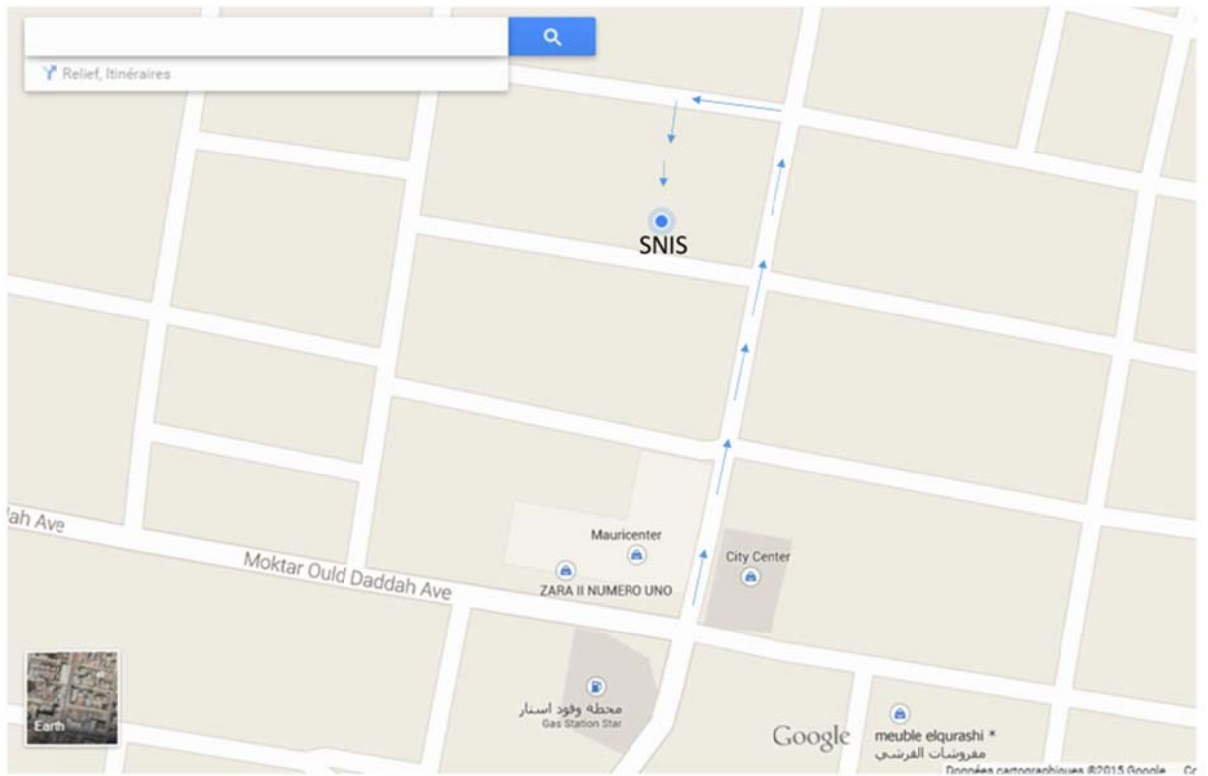 Relief, Itinéraires
SNIS
Mauricenter
City Center
ZARA II NUMERO UNO
Moktar Ould Daddah Ave
lah Ave
محطة وقود استار
Gas Station Star
Earth
Google
meuble elqurashi *
مفروشات القرشي
Données cartographiques ©2015 Google